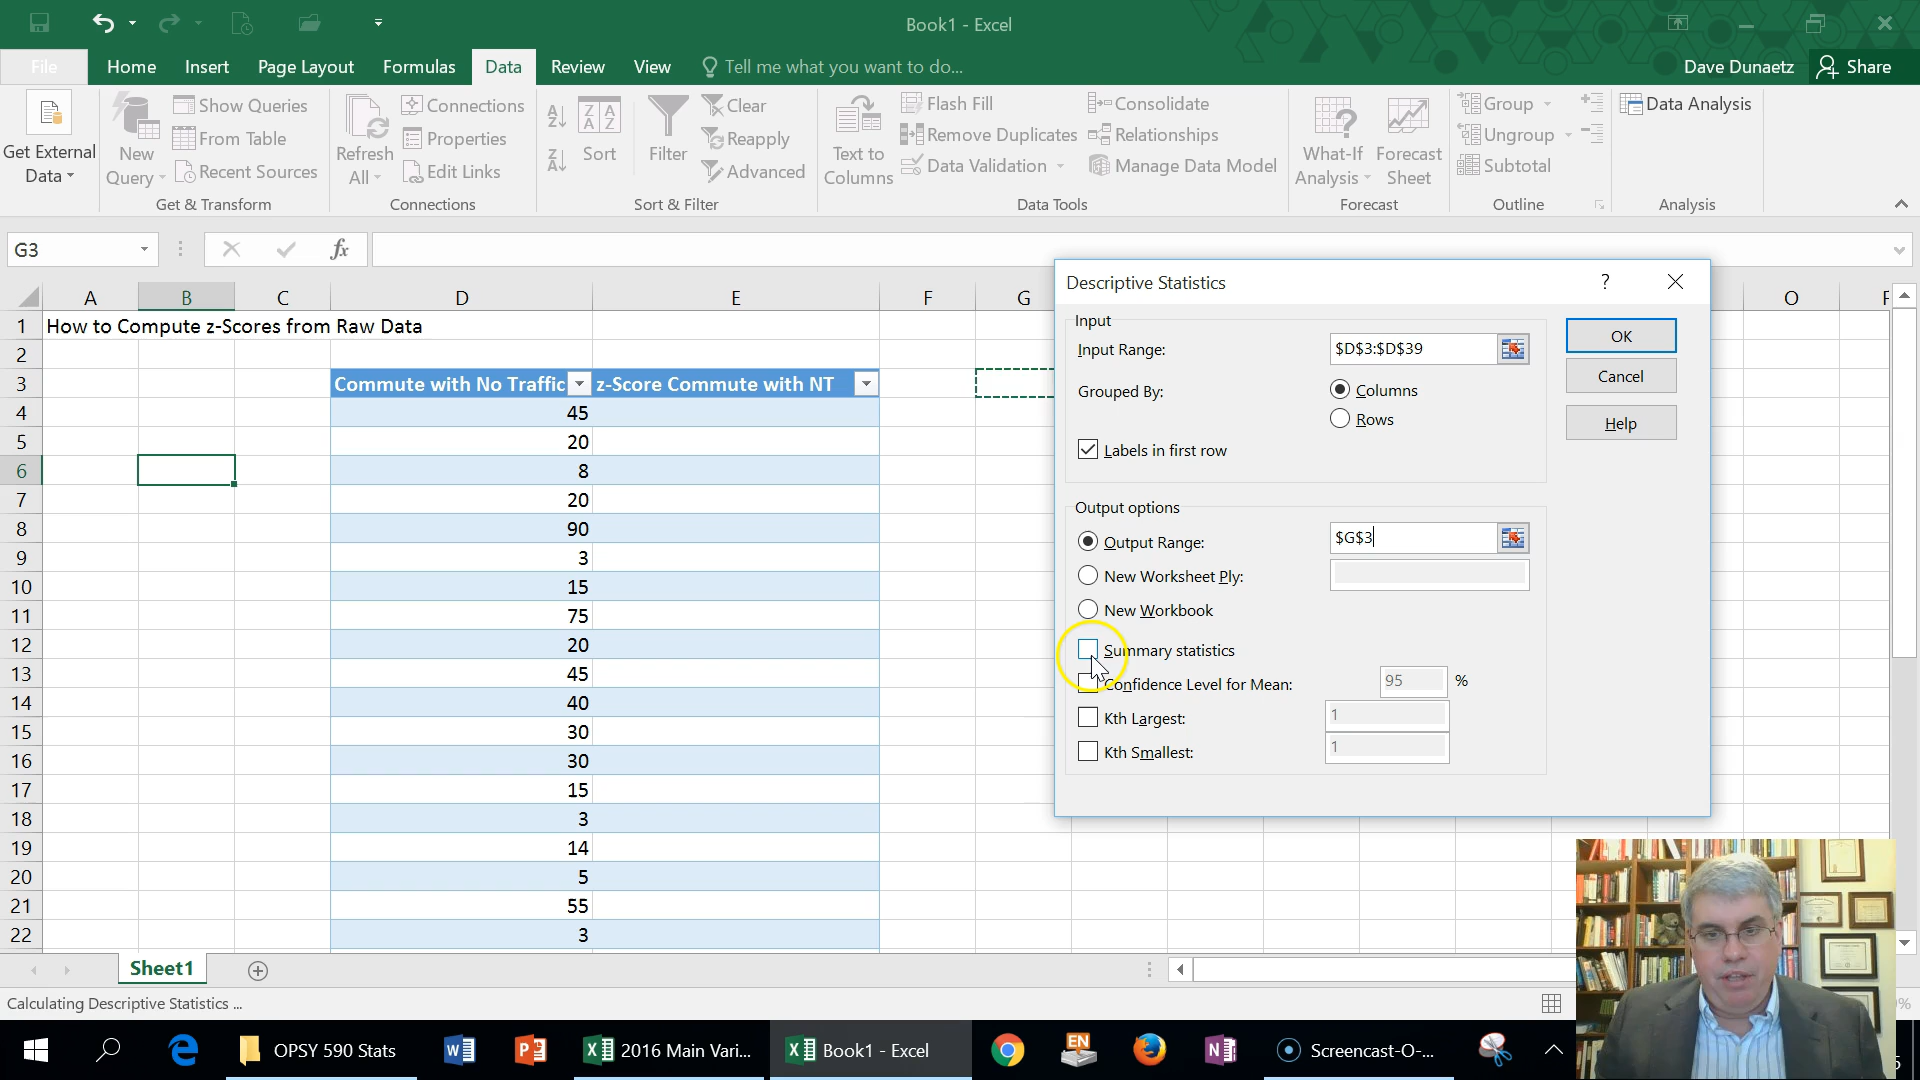 Book1 - Excel
File Home Insert Page Layout Formulas Data Review View Tell me what you want to do... Dave Dunaetz Share
Get External Data
New Query
Show Queries
From Table
Recent Sources
Get & Transform
Refresh All
Connections
Properties
Edit Links
Connections
Sort
Filter
Clear
Reapply
Advanced
Sort & Filter
Text to Columns
Flash Fill
Remove Duplicates
Data Validation
Consolidate
Relationships
Manage Data Model
Data Tools
What-If Analysis
Forecast Sheet
Forecast
Group
Ungroup
Subtotal
Outline
Data Analysis
Analysis
G3 fx
A B C D E F G O
1 How to Compute z-Scores from Raw Data
2
3 Commute with No Traffic z-Score Commute with NT
4 45
5 20
6 8
7 20
8 90
9 3
10 15
11 75
12 20
13 45
14 40
15 30
16 30
17 15
18 3
19 14
20 5
21 55
22 3
Descriptive Statistics ?
Input
Input Range: $D$3:$D$39
Grouped By: Columns
Rows
Labels in first row
OK
Cancel
Help
Output options
Output Range: $G$3
New Worksheet Ply:
New Workbook
Summary statistics
Confidence Level for Mean: 95 %
Kth Largest: 1
Kth Smallest: 1
Sheet1
Calculating Descriptive Statistics ...
OPSY 590 Stats 2016 Main Vari... Book1 - Excel EN Screencast-O-...